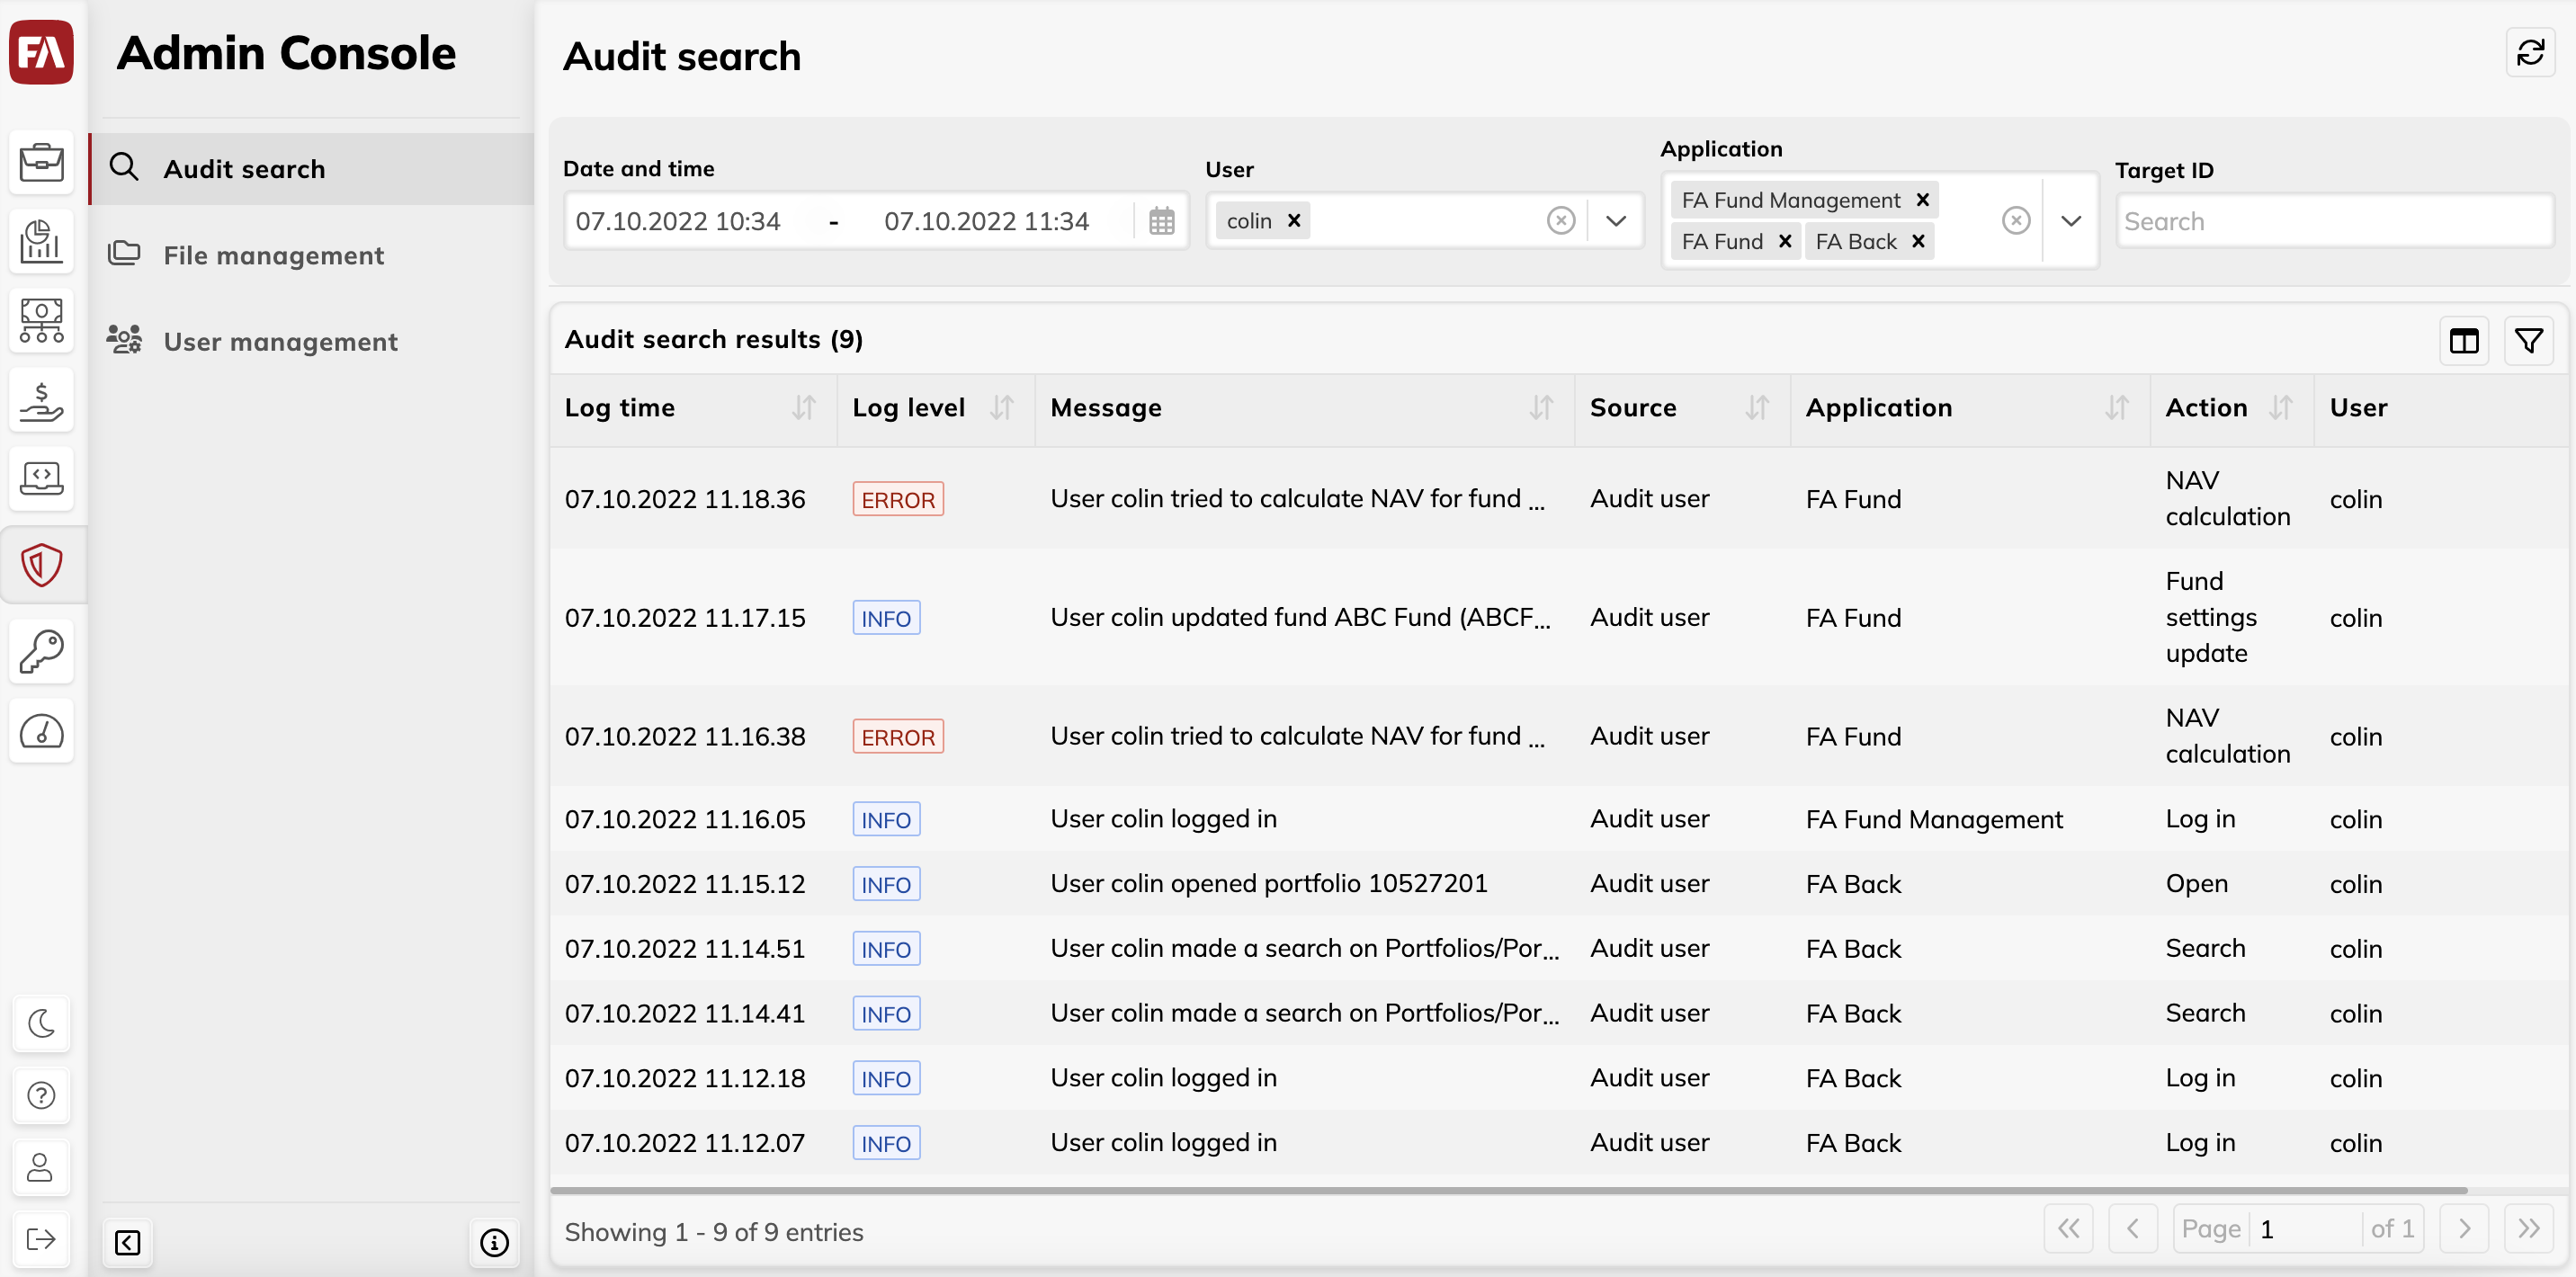 FA
Admin Console
Audit search
File management
User management
Audit search
Date and time
07.10.2022 10:34 - 07.10.2022 11:34
User
colin
Application
FA Fund Management
FA Fund FA Back
Target ID
Search
Audit search results (9)
Log time Log level Message Source Application Action User
07.10.2022 11.18.36 ERROR User colin tried to calculate NAV for fund ... Audit user FA Fund NAV calculation colin
07.10.2022 11.17.15 INFO User colin updated fund ABC Fund (ABCF... Audit user FA Fund Fund settings update colin
07.10.2022 11.16.38 ERROR User colin tried to calculate NAV for fund ... Audit user FA Fund NAV calculation colin
07.10.2022 11.16.05 INFO User colin logged in Audit user FA Fund Management Log in colin
07.10.2022 11.15.12 INFO User colin opened portfolio 10527201 Audit user FA Back Open colin
07.10.2022 11.14.51 INFO User colin made a search on Portfolios/Por... Audit user FA Back Search colin
07.10.2022 11.14.41 INFO User colin made a search on Portfolios/Por... Audit user FA Back Search colin
07.10.2022 11.12.18 INFO User colin logged in Audit user FA Back Log in colin
07.10.2022 11.12.07 INFO User colin logged in Audit user FA Back Log in colin
Showing 1 - 9 of 9 entries
Page 1 of 1